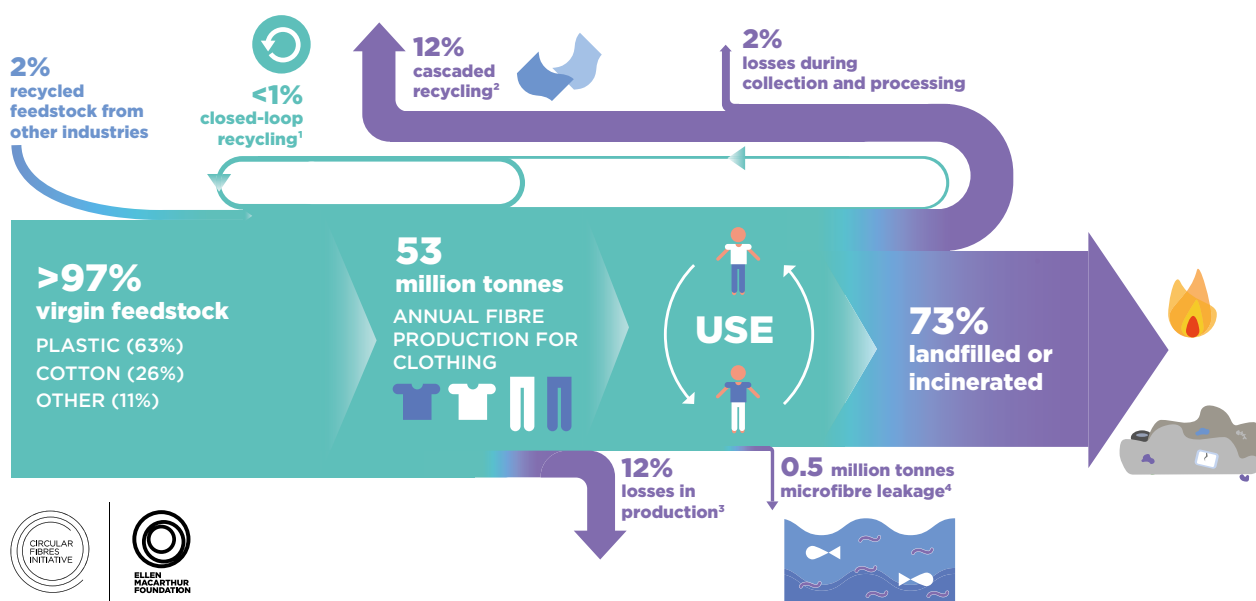 2%
recycled
feedstock from
other industries
<1%
closed-loop
recycling¹
12%
cascaded
recycling²
2%
losses during
collection and processing
>97%
virgin feedstock
PLASTIC (63%)
COTTON (26%)
OTHER (11%)
53
million tonnes
ANNUAL FIBRE
PRODUCTION FOR
CLOTHING
USE
73%
landfilled or
incinerated
12%
losses in
production³
0.5 million tonnes
microfibre leakage⁴
CIRCULAR
FIBRES
INITIATIVE
ELLEN
MACARTHUR
FOUNDATION